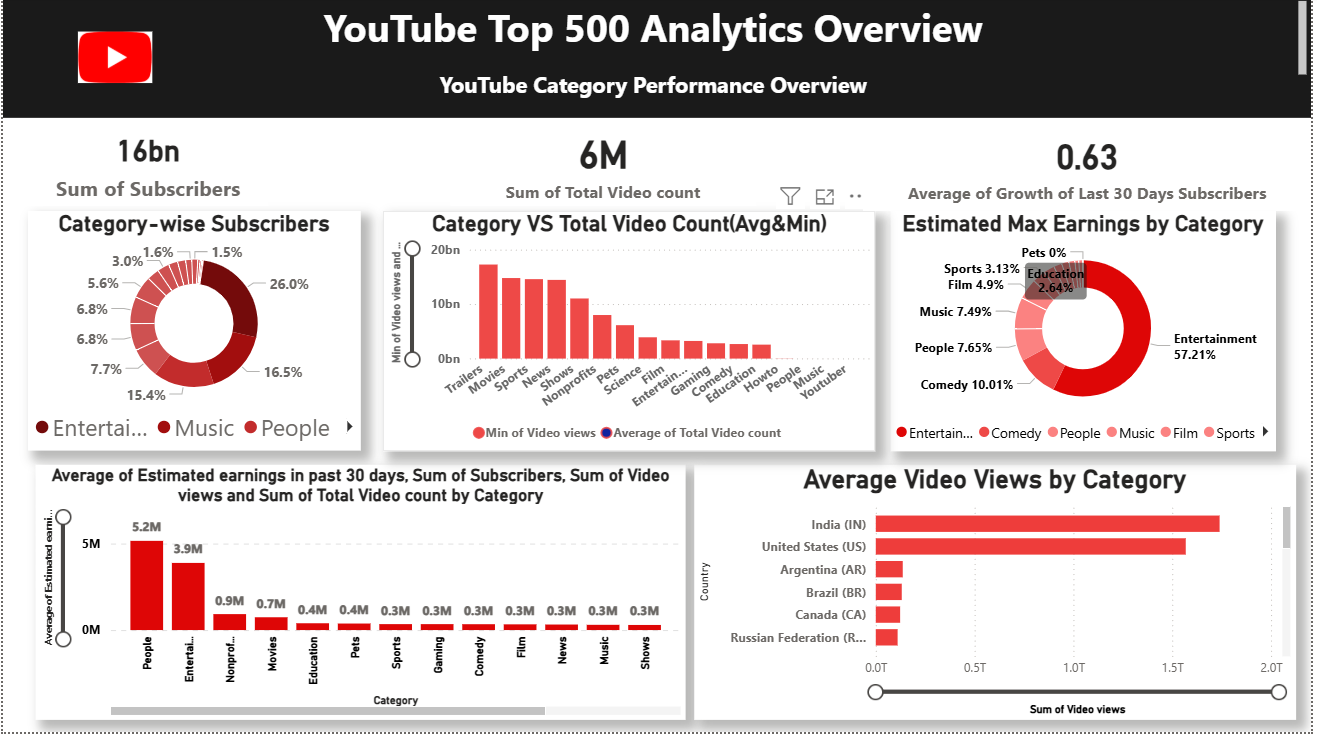 YouTube Top 500 Analytics Overview
YouTube Category Performance Overview
16bn
Sum of Subscribers
6M
Sum of Total Video count
0.63
Average of Growth of Last 30 Days Subscribers
Category-wise Subscribers
1.6%
1.5%
3.0%
5.6%
26.0%
6.8%
6.8%
7.7%
16.5%
15.4%
Entertai...
Music
People
Category VS Total Video Count(Avg&Min)
Min of Video views and ...
20bn
10bn
0bn
Trailers
Movies
Sports
News
Shows
Nonprofits
Pets
Science
Film
Entertain...
Gaming
Comedy
Education
Howto
People
Music
Youtuber
Min of Video views
Average of Total Video count
Estimated Max Earnings by Category
Pets 0%
Sports 3.13%
Education
2.64%
Film 4.9%
Music 7.49%
People 7.65%
Entertainment
57.21%
Comedy 10.01%
Entertain...
Comedy
People
Music
Film
Sports
Average of Estimated earnings in past 30 days, Sum of Subscribers, Sum of Video
views and Sum of Total Video count by Category
Average of Estimated earni...
5M
0M
5.2M
3.9M
0.9M
0.7M
0.4M
0.4M
0.3M
0.3M
0.3M
0.3M
0.3M
0.3M
0.3M
People
Entertai...
Nonprof...
Movies
Education
Pets
Sports
Gaming
Comedy
Film
News
Music
Shows
Category
Average Video Views by Category
Country
India (IN)
United States (US)
Argentina (AR)
Brazil (BR)
Canada (CA)
Russian Federation (R...
0.0T
0.5T
1.0T
1.5T
2.0T
Sum of Video views